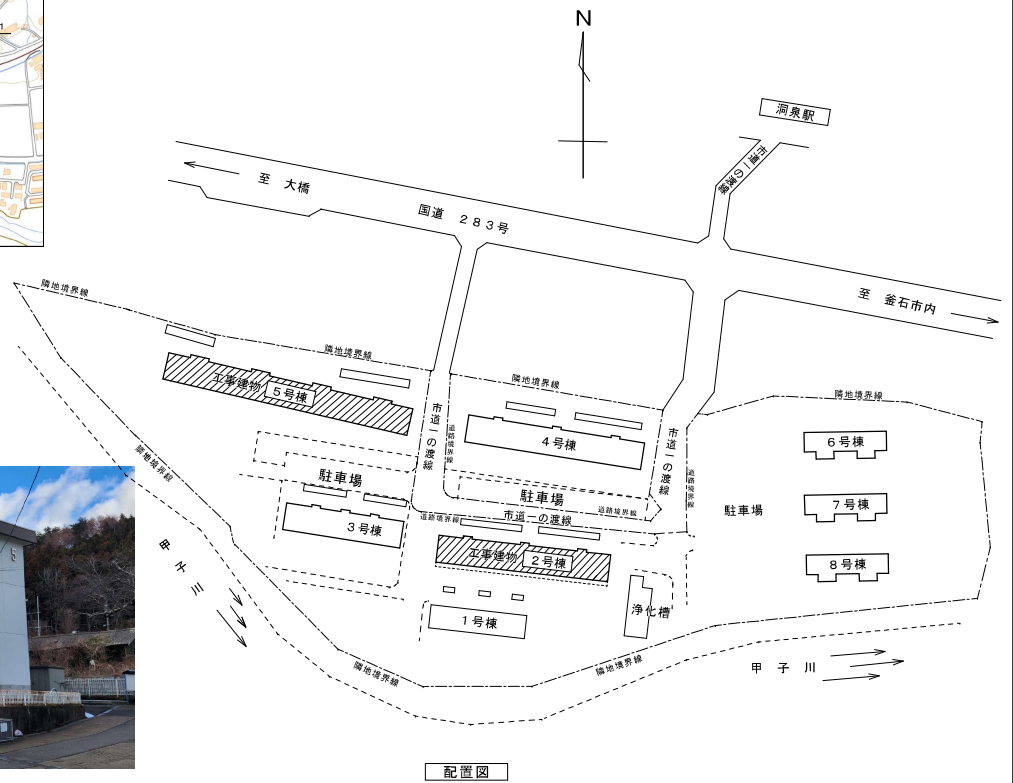 1
N
洞泉駅
市道一の渡線
至 大橋
国道 283号
至 釜石市内
隣地境界線
隣地境界線
隣地境界線
隣地境界線
工事建物
5号棟
市道一の渡線
道路境界線
4号棟
市道一の渡線
道路境界線
6号棟
隣地境界線
駐車場
駐車場
駐車場
7号棟
3号棟
道路境界線
市道一の渡線
道路境界線
工事建物
2号棟
8号棟
5
甲子川
1号棟
浄化槽
隣地境界線
隣地境界線
甲子川
配置図